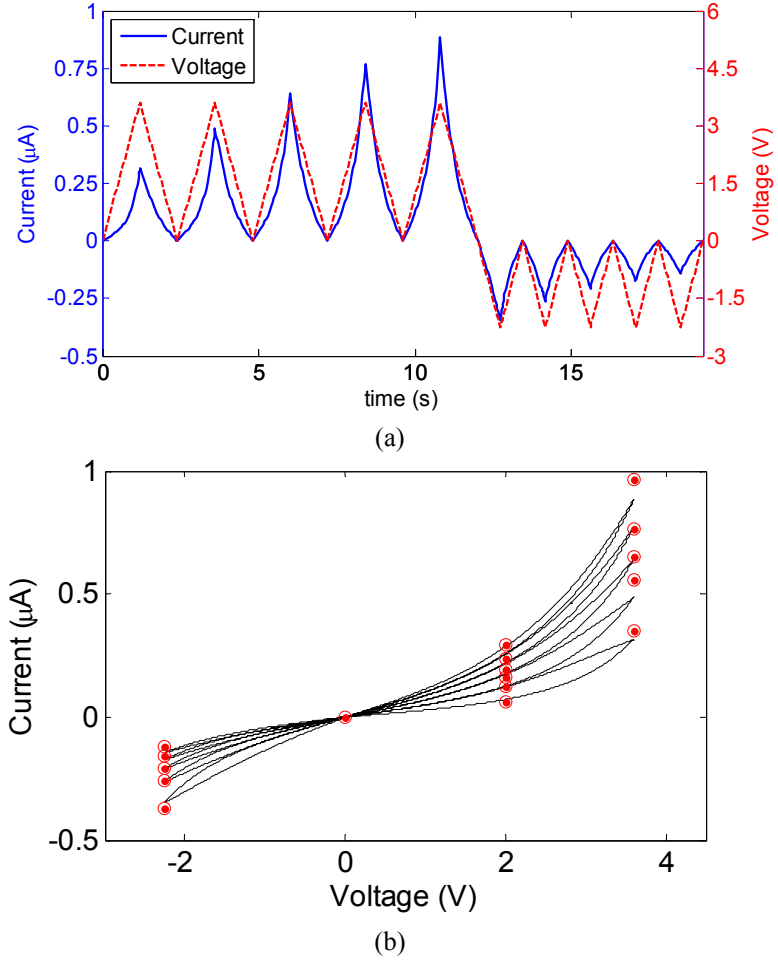 1
0.75
0.5
0.25
0
-0.25
-0.5
Current (μA)
Current
Voltage
6
4.5
3
1.5
0
-1.5
-3
Voltage (V)
0 5 10 15
time (s)
(a)
1
0.5
0
-0.5
Current (μA)
-2 0 2 4
Voltage (V)
(b)